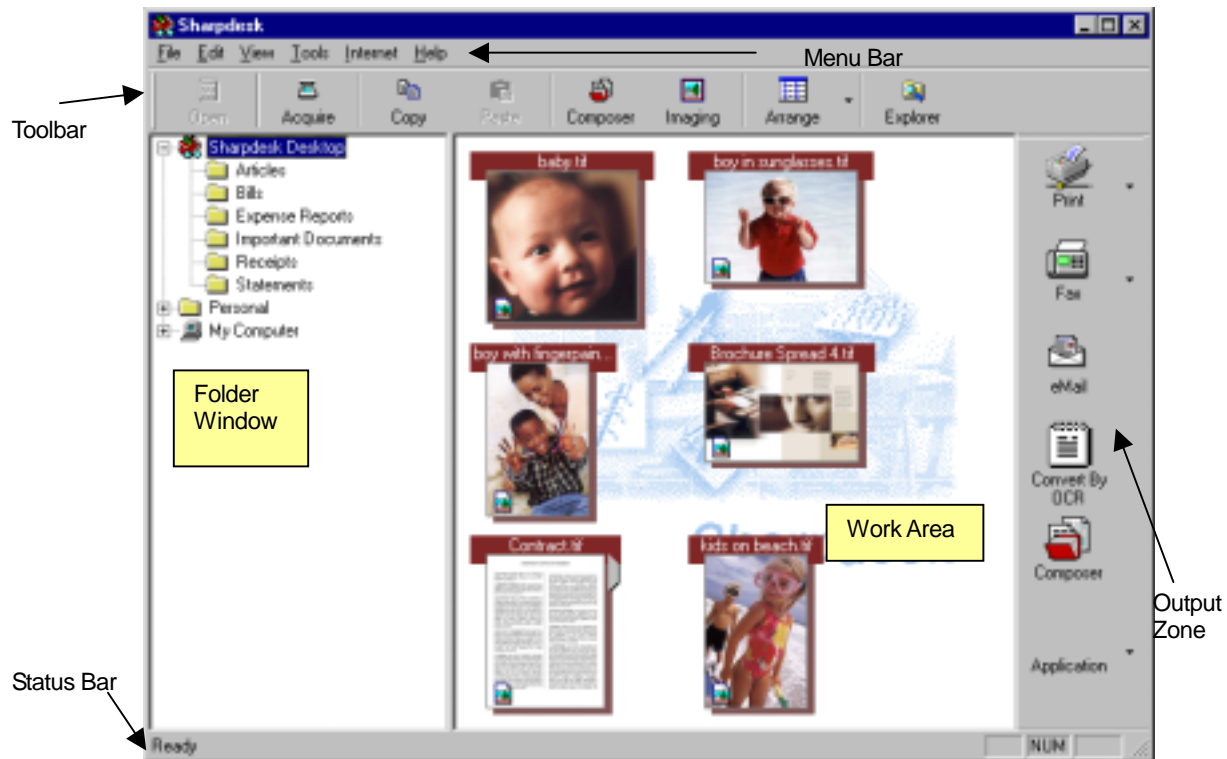 Sharpdesk
File Edit View Tools Internet Help
Menu Bar
Toolbar
Open Acquire Copy Paste Composer Imaging Arrange Explorer
Sharpdesk Desktop
Articles
Bills
Expense Reports
Important Documents
Receipts
Statements
Personal
My Computer
Folder
Window
baby.tif
boy in sunglasses.tif
boy with fingerpain...
Brochure Spread 4.tif
Contract.tif
kids on beach.tif
Work Area
Print
Fax
eMail
Convert By
OCR
Composer
Application
Output
Zone
Status Bar
Ready
NUM